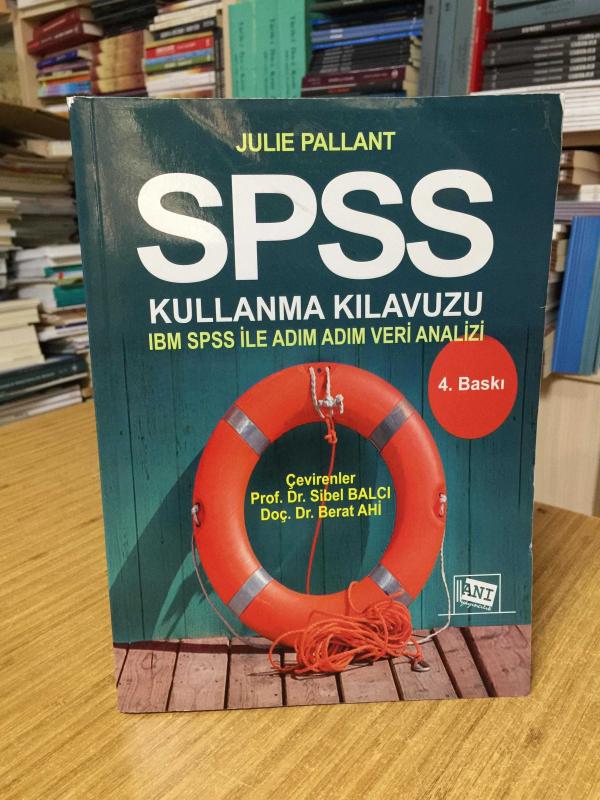 JULIE PALLANT
SPSS
KULLANMA KILAVUZU
IBM SPSS İLE ADIM ADIM VERİ ANALİZİ
4. Baskı
Çevirenler
Prof. Dr. Sibel BALCI
Doç. Dr. Berat AHİ
ANI
yayıncılık